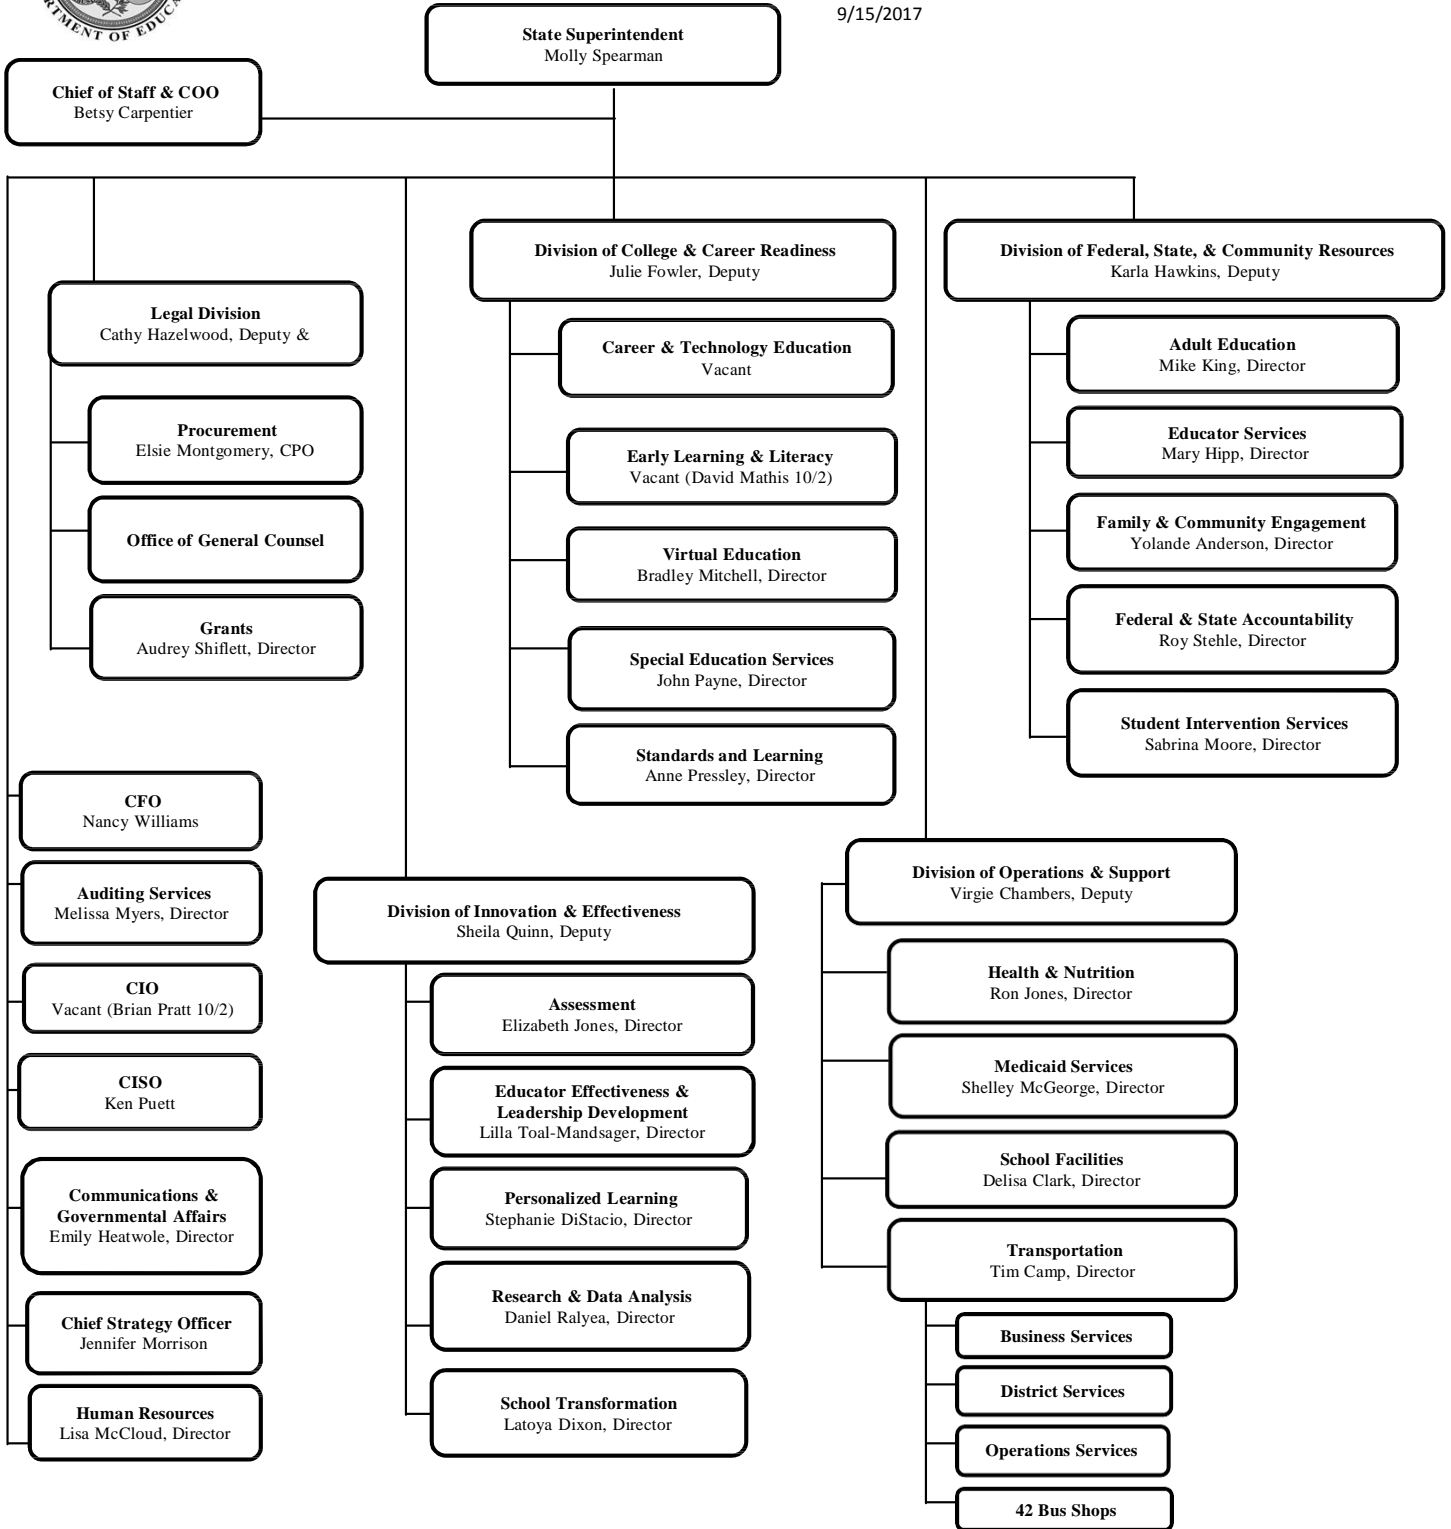 9/15/2017
MENT OF EDUCA
State Superintendent
Molly Spearman
Chief of Staff & COO
Betsy Carpentier
Legal Division
Cathy Hazelwood, Deputy &
Procurement
Elsie Montgomery, CPO
Office of General Counsel
Grants
Audrey Shiflett, Director
CFO
Nancy Williams
Auditing Services
Melissa Myers, Director
CIO
Vacant (Brian Pratt 10/2)
CISO
Ken Puett
Communications &
Governmental Affairs
Emily Heatwole, Director
Chief Strategy Officer
Jennifer Morrison
Human Resources
Lisa McCloud, Director
Division of College & Career Readiness
Julie Fowler, Deputy
Career & Technology Education
Vacant
Early Learning & Literacy
Vacant (David Mathis 10/2)
Virtual Education
Bradley Mitchell, Director
Special Education Services
John Payne, Director
Standards and Learning
Anne Pressley, Director
Division of Innovation & Effectiveness
Sheila Quinn, Deputy
Assessment
Elizabeth Jones, Director
Educator Effectiveness &
Leadership Development
Lilla Toal-Mandsager, Director
Personalized Learning
Stephanie DiStacio, Director
Research & Data Analysis
Daniel Ralyea, Director
School Transformation
Latoya Dixon, Director
Division of Federal, State, & Community Resources
Karla Hawkins, Deputy
Adult Education
Mike King, Director
Educator Services
Mary Hipp, Director
Family & Community Engagement
Yolande Anderson, Director
Federal & State Accountability
Roy Stehle, Director
Student Intervention Services
Sabrina Moore, Director
Division of Operations & Support
Virgie Chambers, Deputy
Health & Nutrition
Ron Jones, Director
Medicaid Services
Shelley McGeorge, Director
School Facilities
Delisa Clark, Director
Transportation
Tim Camp, Director
Business Services
District Services
Operations Services
42 Bus Shops